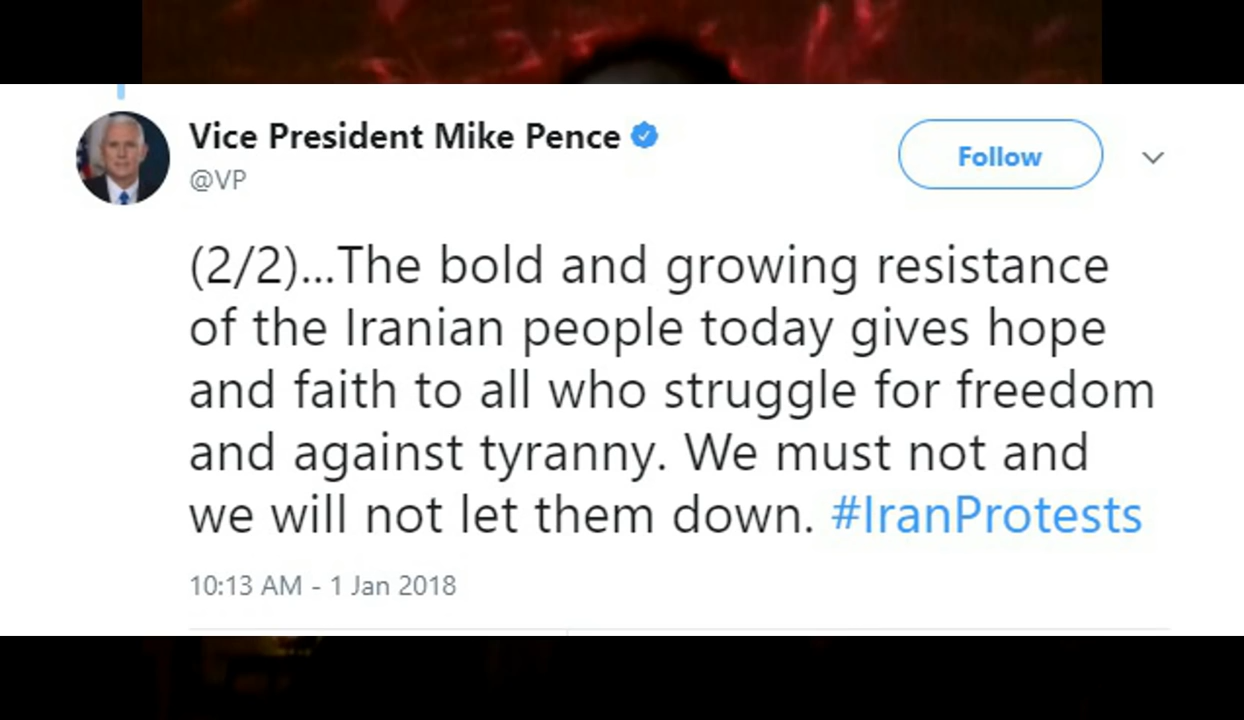 Vice President Mike Pence
@VP
Follow
(2/2)...The bold and growing resistance
of the Iranian people today gives hope
and faith to all who struggle for freedom
and against tyranny. We must not and
we will not let them down. #IranProtests
10:13 AM - 1 Jan 2018